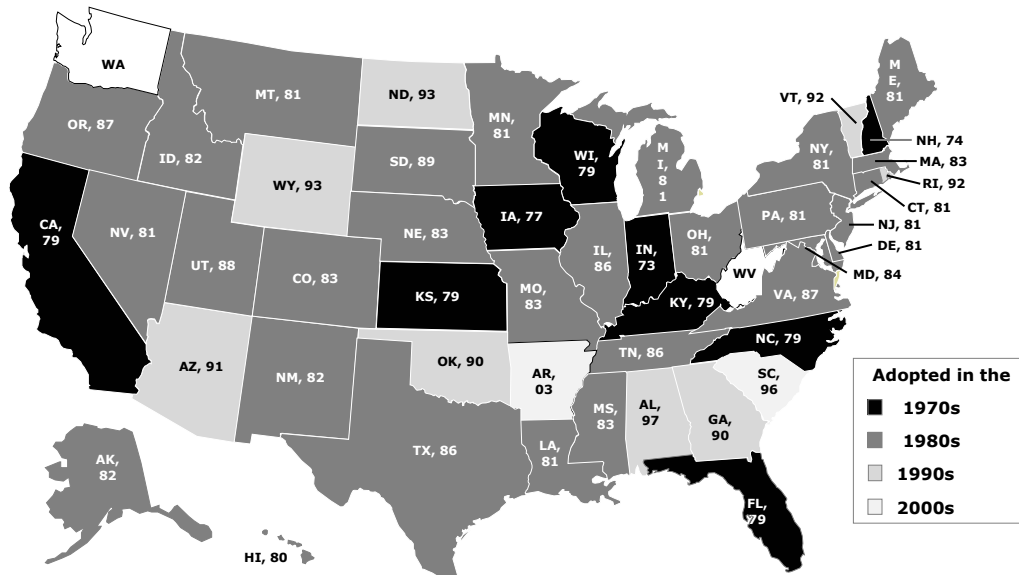 WA
MT, 81
ND, 93
MN,
81
M
E,
81
VT, 92
OR, 87
ID, 82
SD, 89
WI,
79
M
I,
8
1
NY,
81
NH, 74
MA, 83
RI, 92
CT, 81
WY, 93
CA,
79
NV, 81
UT, 88
CO, 83
NE, 83
IA, 77
IL,
86
IN,
73
OH,
81
PA, 81
NJ, 81
DE, 81
MD, 84
WV
KS, 79
MO,
83
KY, 79
VA, 87
NC, 79
TN, 86
AZ, 91
NM, 82
OK, 90
AR,
03
SC,
96
MS,
83
AL,
97
GA,
90
TX, 86
LA,
81
FL,
79
AK,
82
HI, 80
Adopted in the
1970s
1980s
1990s
2000s